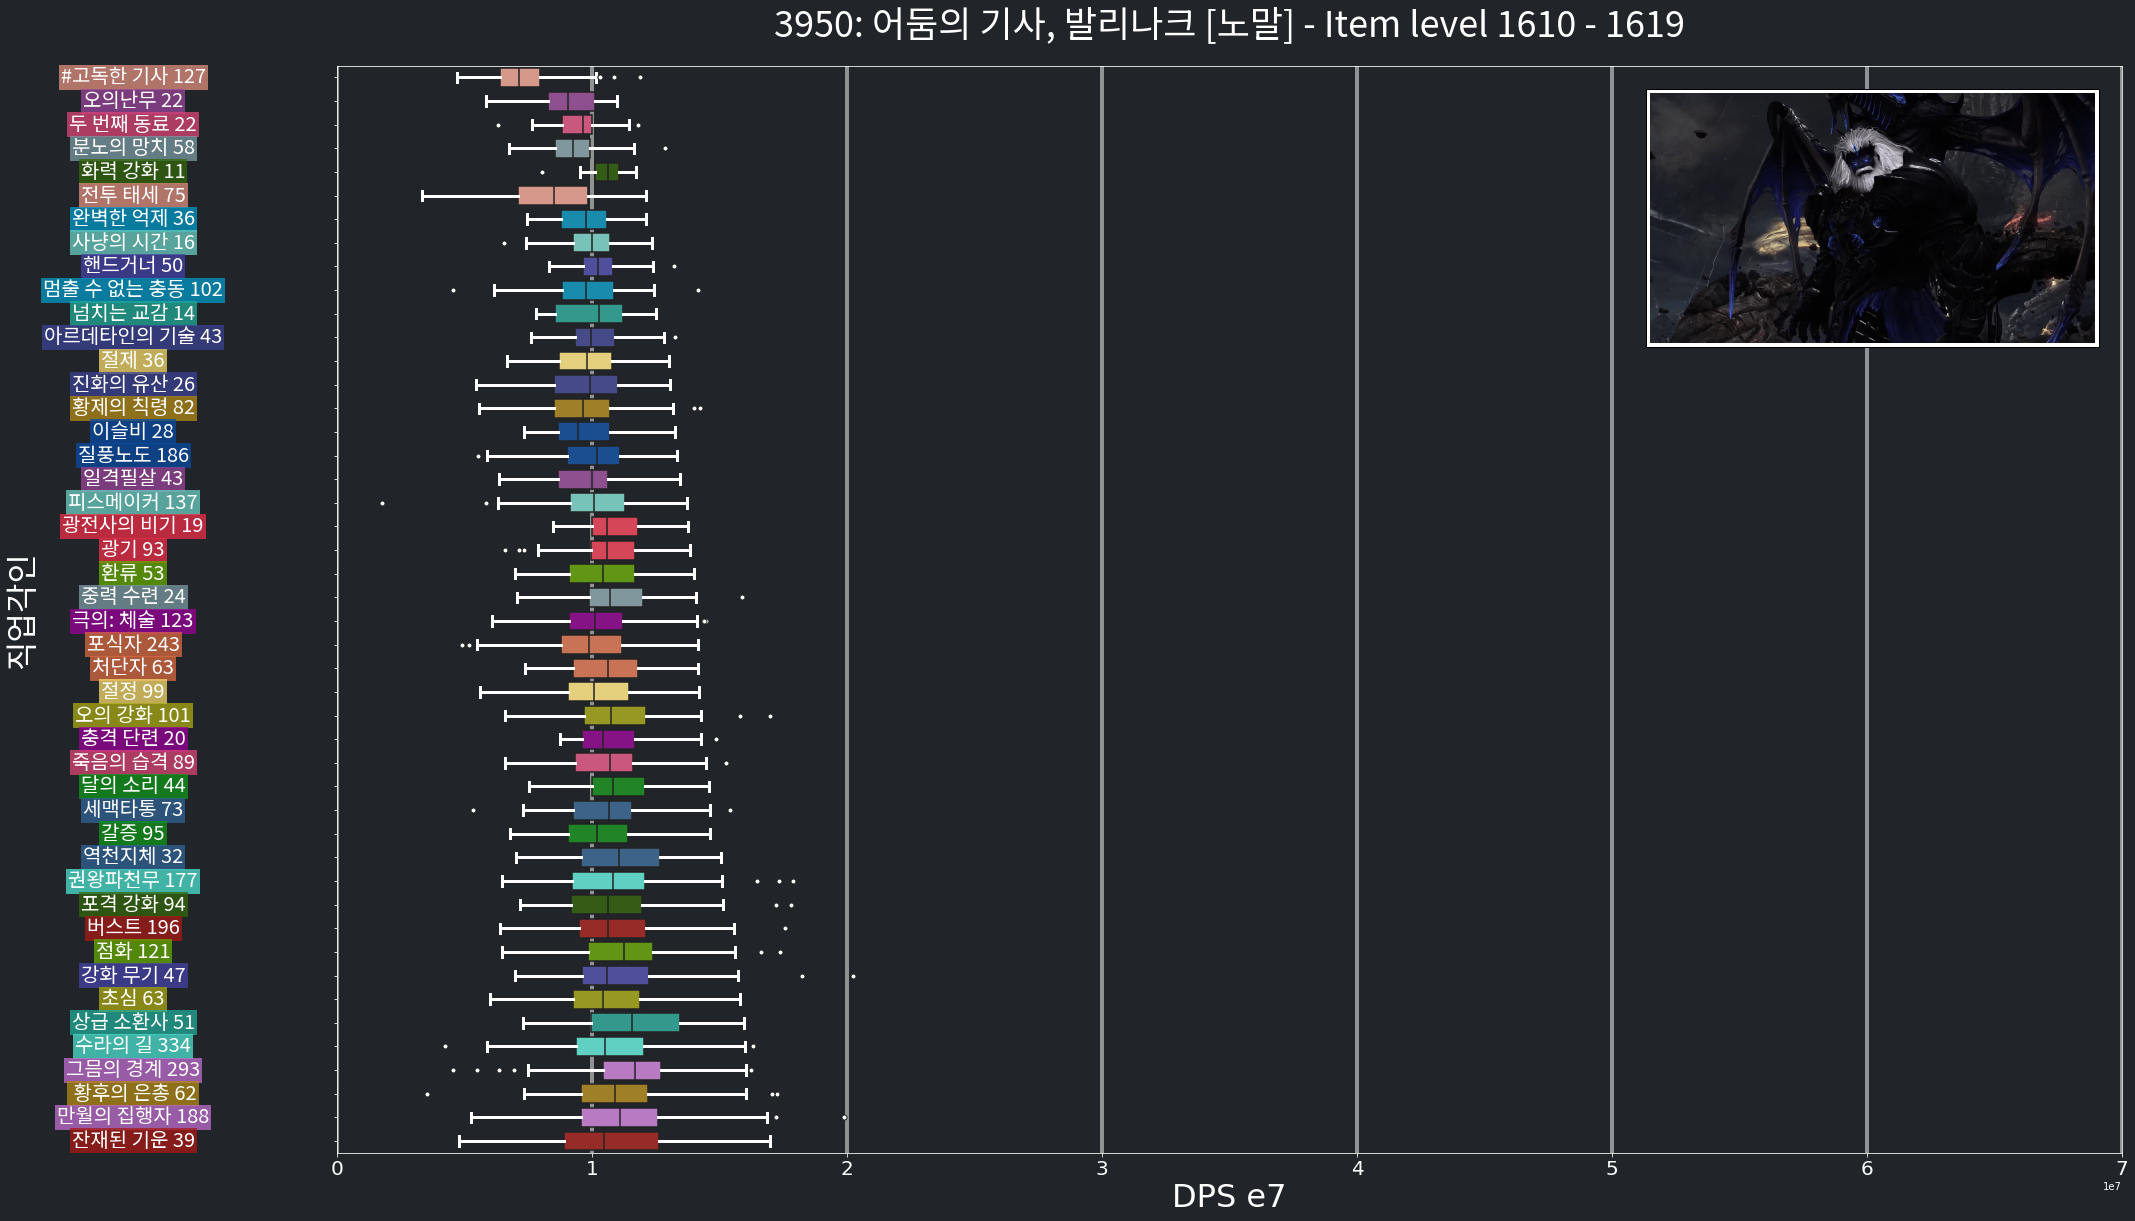 3950: 어둠의 기사, 발리나크 [노말] - Item level 1610 - 1619
#고독한 기사 127
오의난무 22
두 번째 동료 22
분노의 망치 58
화력 강화 11
전투 태세 75
완벽한 억제 36
사냥의 시간 16
핸드거너 50
멈출 수 없는 충동 102
넘치는 교감 14
아르데타인의 기술 43
절제 36
진화의 유산 26
황제의 칙령 82
이슬비 28
질풍노도 186
일격필살 43
피스메이커 137
광전사의 비기 19
광기 93
환류 53
중력 수련 24
극의: 체술 123
포식자 243
처단자 63
절정 99
오의 강화 101
충격 단련 20
죽음의 습격 89
달의 소리 44
세맥타통 73
갈증 95
역천지체 32
권왕파천무 177
포격 강화 94
버스트 196
점화 121
강화 무기 47
초심 63
상급 소환사 51
수라의 길 334
그믐의 경계 293
황후의 은총 62
만월의 집행자 188
잔재된 기운 39
직업각인
0 1 2 3 4 5 6 7
1e7
DPS e7